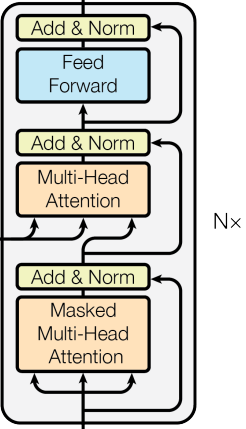 Add & Norm
Feed
Forward
Add & Norm
Multi-Head
Attention
N×
Add & Norm
Masked
Multi-Head
Attention